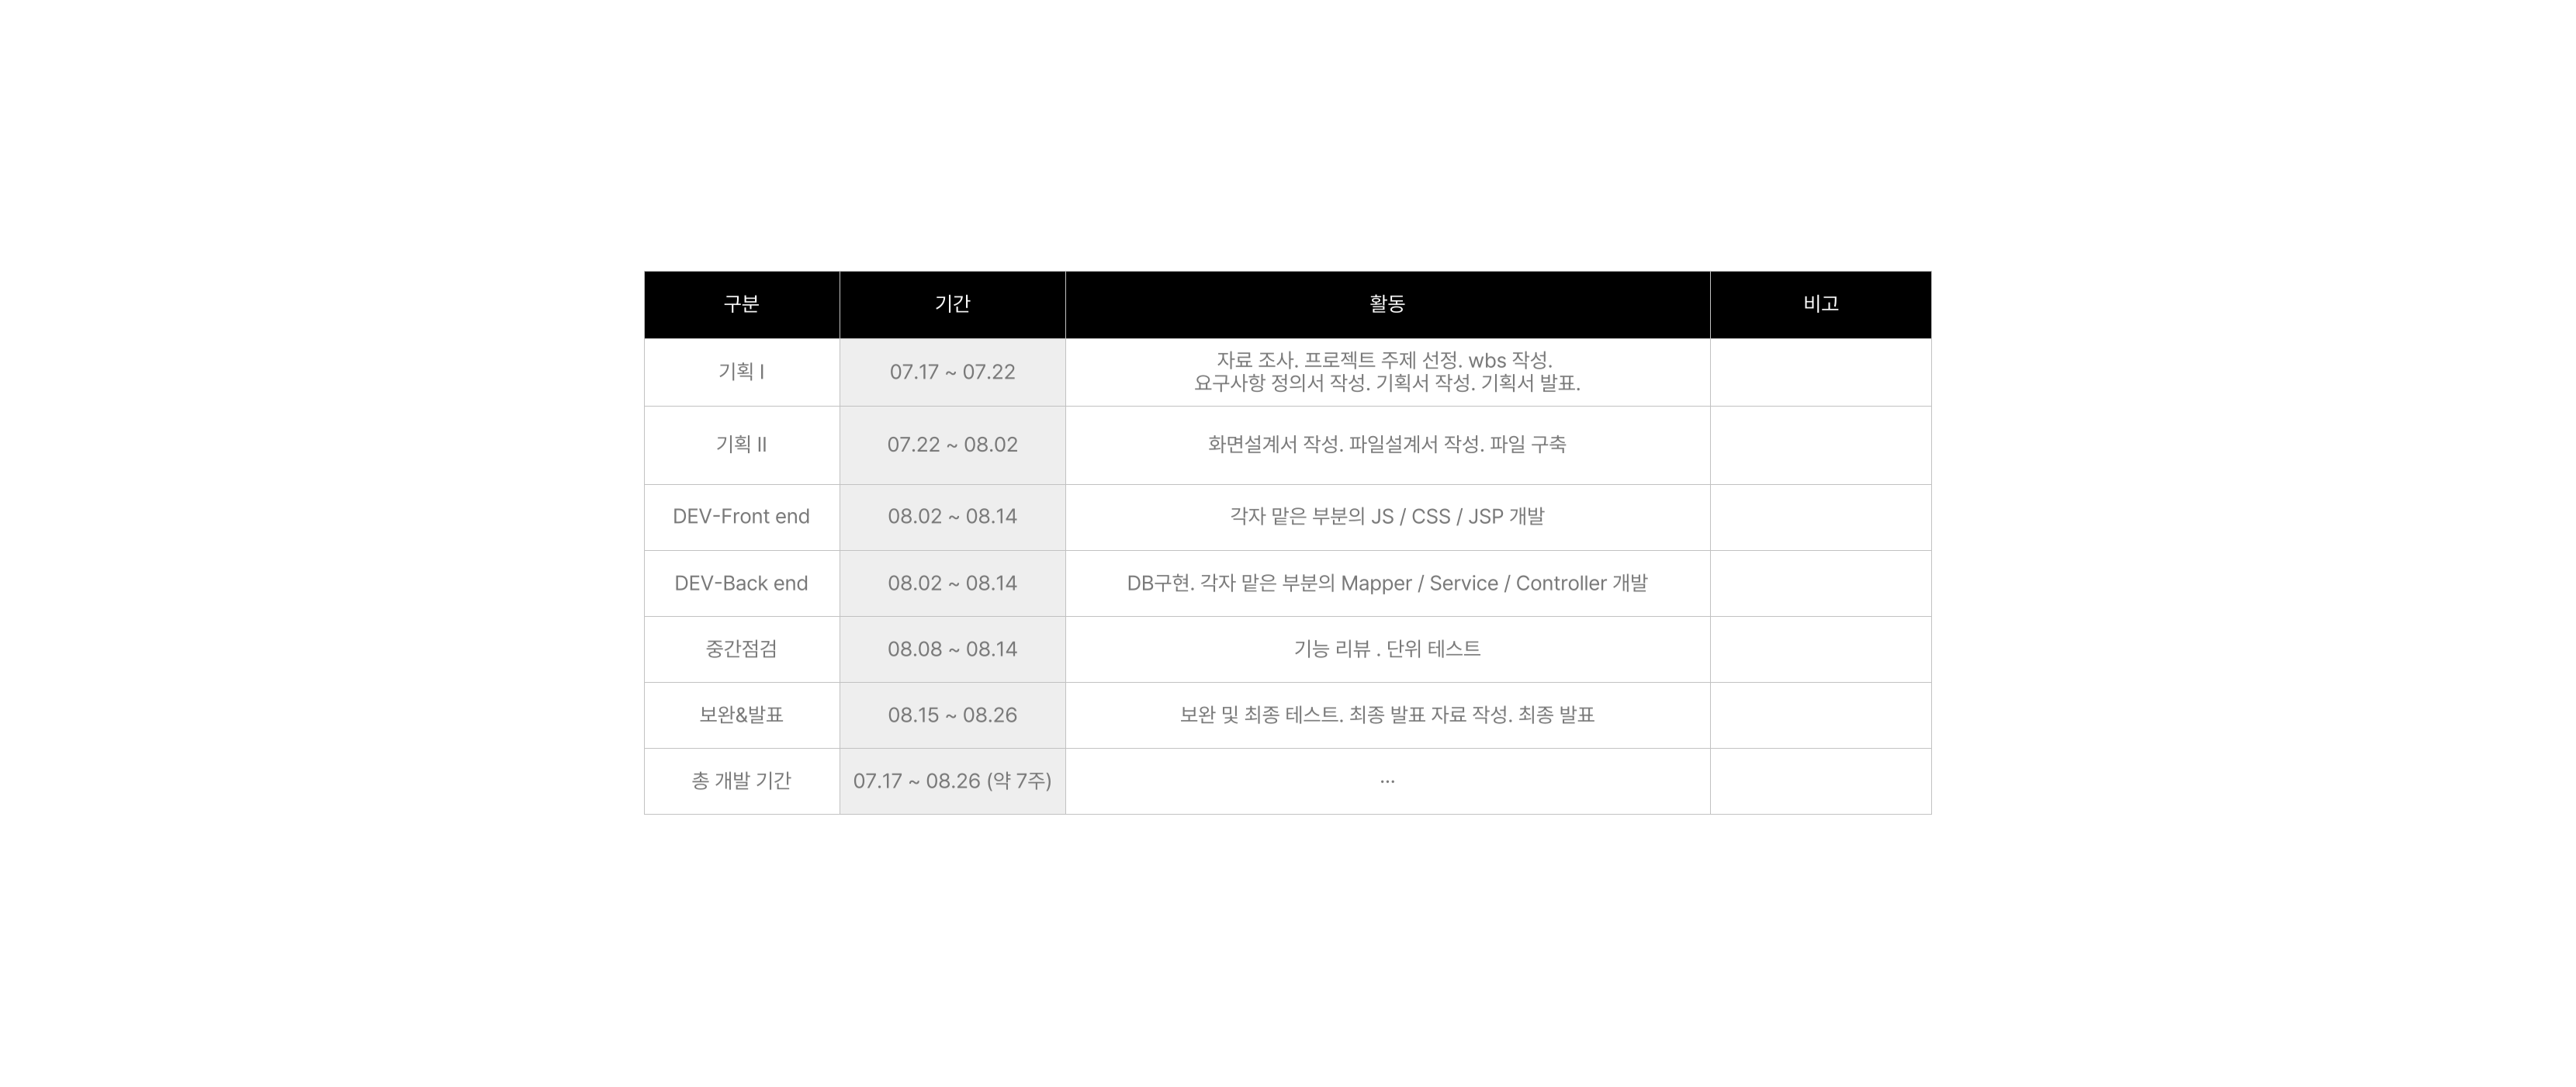 구분 기간 활동 비고
기획 I 07.17 ~ 07.22 자료 조사. 프로젝트 주제 선정. wbs 작성.
요구사항 정의서 작성. 기획서 작성. 기획서 발표.
기획 II 07.22 ~ 08.02 화면설계서 작성. 파일설계서 작성. 파일 구축
DEV-Front end 08.02 ~ 08.14 각자 맡은 부분의 JS / CSS / JSP 개발
DEV-Back end 08.02 ~ 08.14 DB구현. 각자 맡은 부분의 Mapper / Service / Controller 개발
중간점검 08.08 ~ 08.14 기능 리뷰 . 단위 테스트
보완&발표 08.15 ~ 08.26 보완 및 최종 테스트. 최종 발표 자료 작성. 최종 발표
총 개발 기간 07.17 ~ 08.26 (약 7주) ...